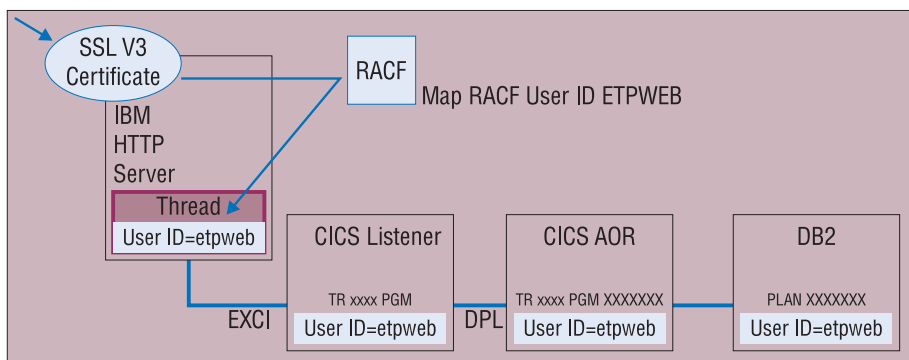 SSL V3
Certificate
RACF
Map RACF User ID ETPWEB
IBM
HTTP
Server
Thread
User ID=etpweb
EXCI
CICS Listener
TR xxxx PGM
User ID=etpweb
DPL
CICS AOR
TR xxxx PGM XXXXXXX
User ID=etpweb
DB2
PLAN XXXXXXX
User ID=etpweb